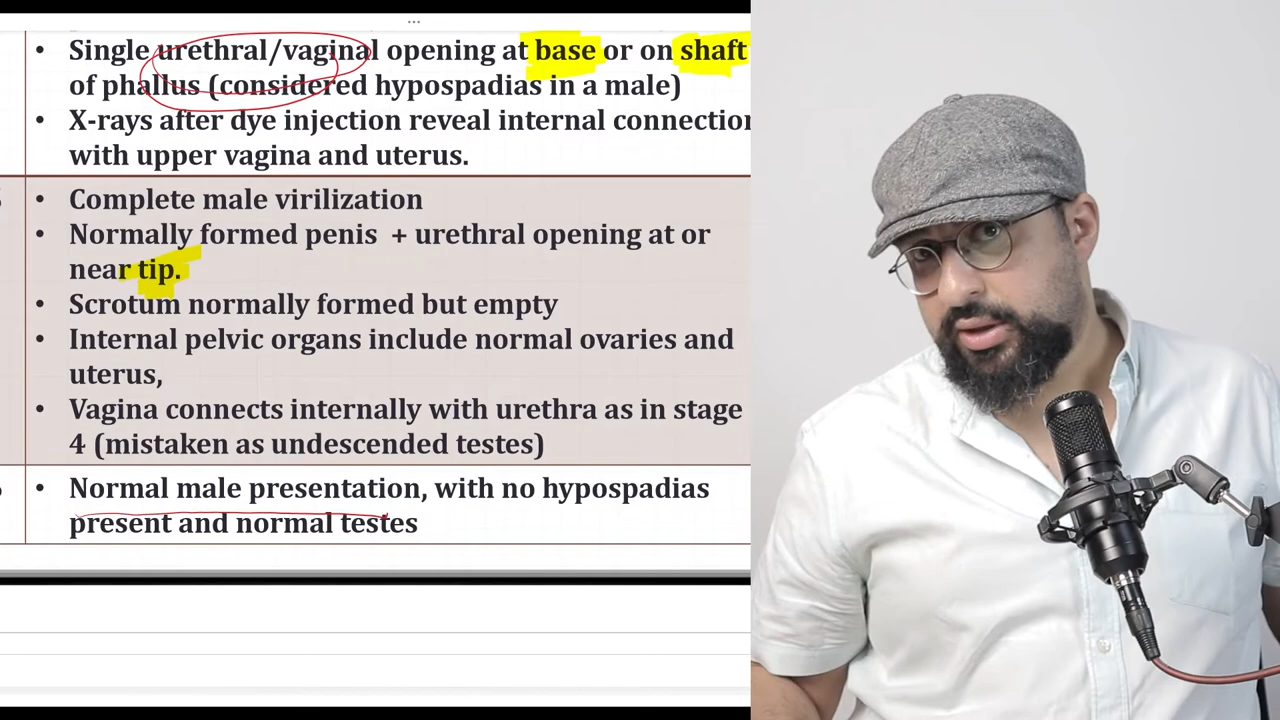 • Single urethral/vaginal opening at base or on shaft
of phallus (considered hypospadias in a male)
• X-rays after dye injection reveal internal connection
with upper vagina and uterus.
• Complete male virilization
• Normally formed penis + urethral opening at or
near tip.
• Scrotum normally formed but empty
• Internal pelvic organs include normal ovaries and
uterus,
• Vagina connects internally with urethra as in stage
4 (mistaken as undescended testes)
• Normal male presentation, with no hypospadias
present and normal testes